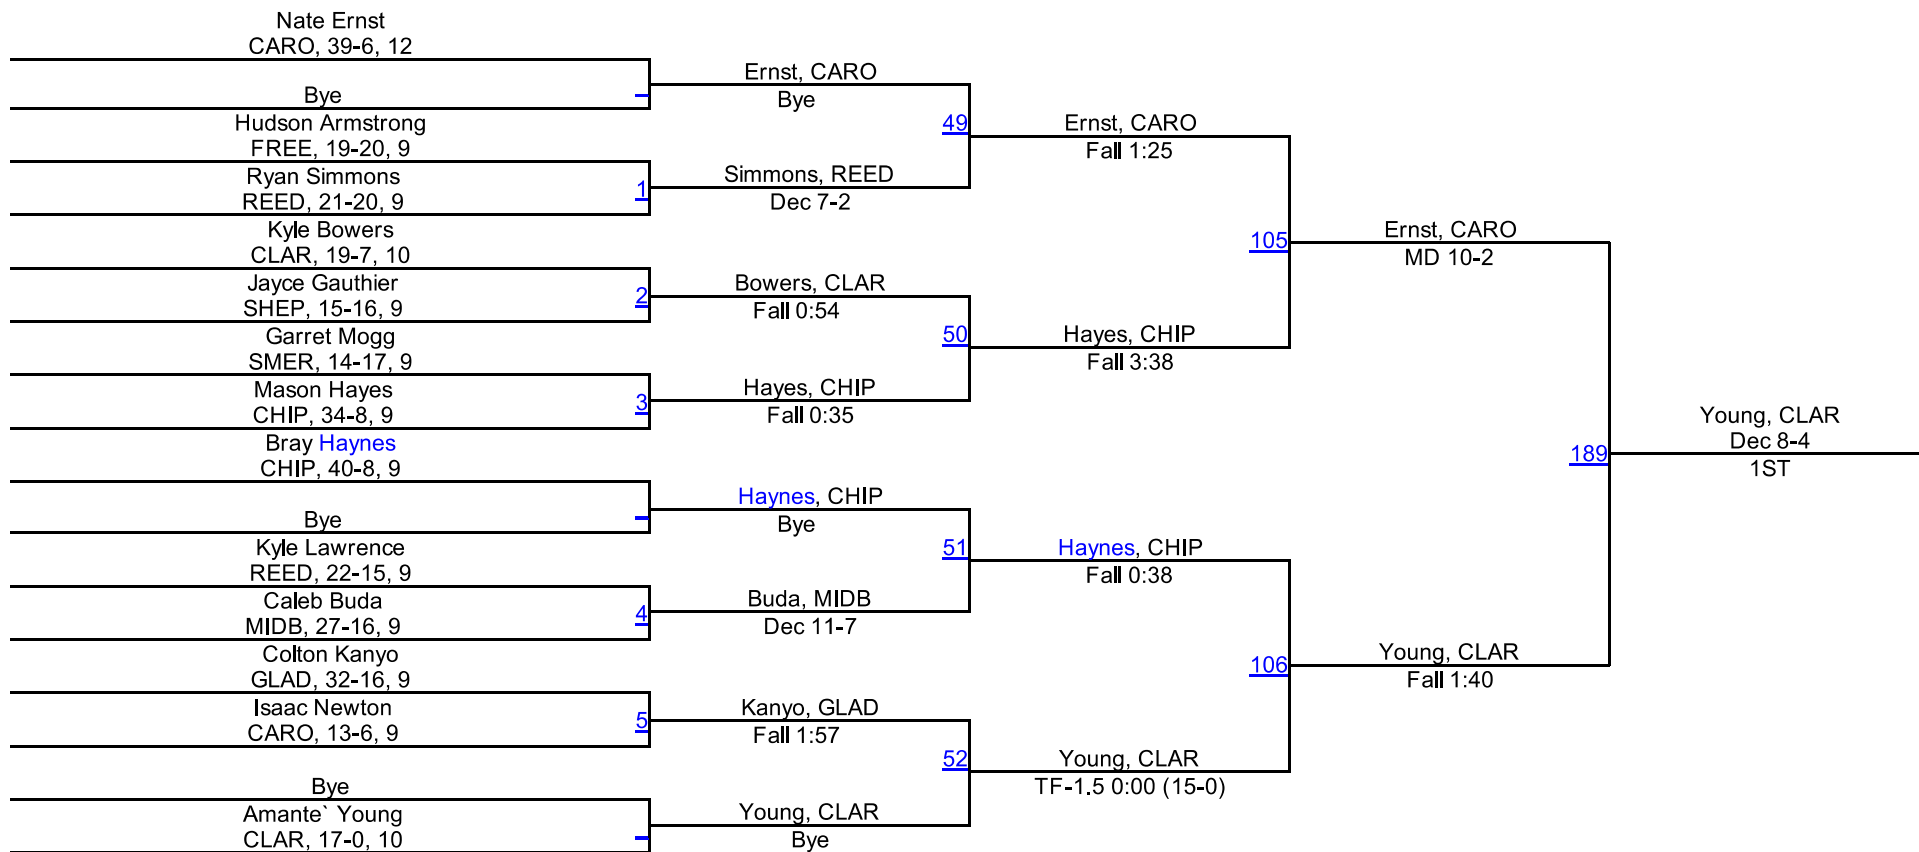 Nate Ernst
CARO, 39-6, 12
Bye
Hudson Armstrong
FREE, 19-20, 9
Ryan Simmons
REED, 21-20, 9
1
Kyle Bowers
CLAR, 19-7, 10
Jayce Gauthier
SHEP, 15-16, 9
2
Garret Mogg
SMER, 14-17, 9
Mason Hayes
CHIP, 34-8, 9
3
Bray Haynes
CHIP, 40-8, 9
Bye
Kyle Lawrence
REED, 22-15, 9
Caleb Buda
MIDB, 27-16, 9
4
Colton Kanyo
GLAD, 32-16, 9
Isaac Newton
CARO, 13-6, 9
5
Bye
Amante` Young
CLAR, 17-0, 10
Ernst, CARO
Bye
49
Simmons, REED
Dec 7-2
Bowers, CLAR
Fall 0:54
50
Hayes, CHIP
Fall 0:35
Haynes, CHIP
Bye
51
Buda, MIDB
Dec 11-7
Kanyo, GLAD
Fall 1:57
52
Young, CLAR
Bye
Ernst, CARO
Fall 1:25
105
Hayes, CHIP
Fall 3:38
Haynes, CHIP
Fall 0:38
106
Young, CLAR
TF-1.5 0:00 (15-0)
Ernst, CARO
MD 10-2
189
Young, CLAR
Fall 1:40
Young, CLAR
Dec 8-4
1ST